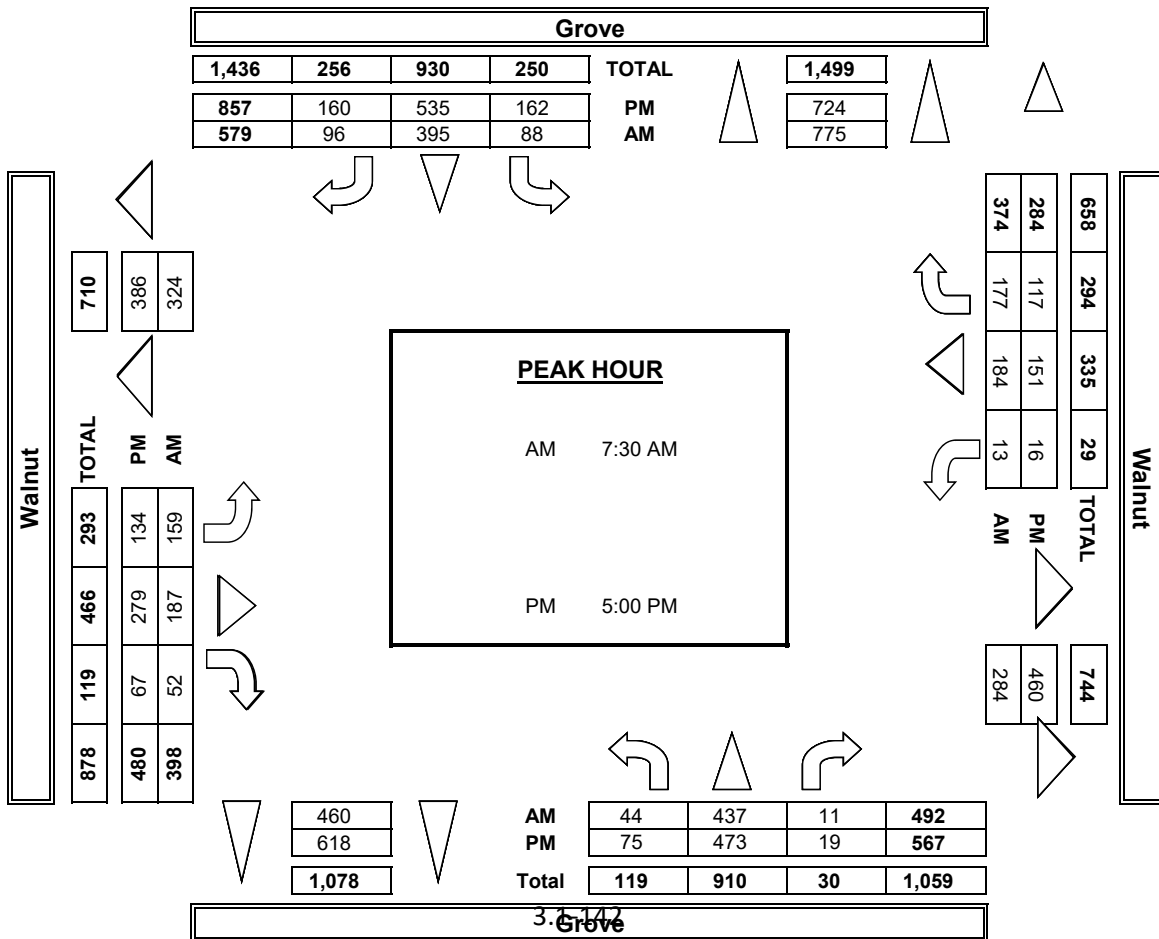 Grove
1,436 256 930 250 TOTAL 1,499
857 160 535 162 PM 724
579 96 395 88 AM 775
Walnut
710
386
324
TOTAL
PM
AM
293 466 119 878
134 279 67 480
159 187 52 398
PEAK HOUR
AM 7:30 AM
PM 5:00 PM
658 294 335 29 TOTAL
284 117 151 16 PM
374 177 184 13 AM
744
460
284
Walnut
460 AM 44 437 11 492
618 PM 75 473 19 567
1,078 Total 119 910 30 1,059
3.1-142
Grove